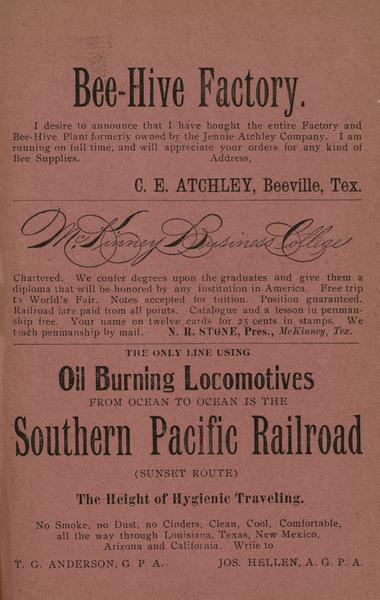 Bee-Hive Factory.
I desire to announce that I have bought the entire Factory and
Bee-Hive Plant formerly owned by the Jennie Atchley Company. I am
running on full time, and will appreciate your orders for any kind of
Bee Supplies. Address,
C. E. ATCHLEY, Beeville, Tex.
McKinney Business College
Chartered. We confer degrees upon the graduates and give them a
diploma that will be honored by any institution in America. Free trip
to World's Fair. Notes accepted for tuition. Position guaranteed.
Railroad fare paid from all points. Catalogue and a lesson in penman-
ship free. Your name on twelve cards for 25 cents in stamps. We
teach penmanship by mail. N. R. STONE, Pres., McKinney, Tex.
THE ONLY LINE USING
Oil Burning Locomotives
FROM OCEAN TO OCEAN IS THE
Southern Pacific Railroad
(SUNSET ROUTE)
The Height of Hygienic Traveling.
No Smoke, no Dust, no Cinders, Clean, Cool, Comfortable,
all the way through Louisiana, Texas, New Mexico,
Arizona and California. Write to
T. G. ANDERSON, G P A. JOS. HELLEN, A. G. P. A.